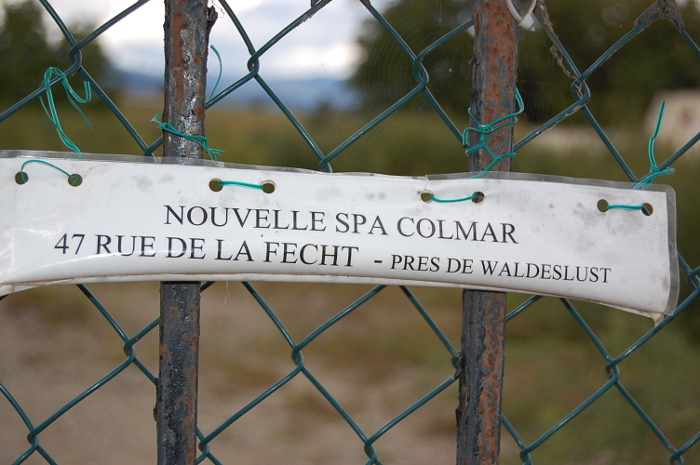 NOUVELLE SPA COLMAR
47 RUE DE LA FECHT - PRES DE WALDESLUST